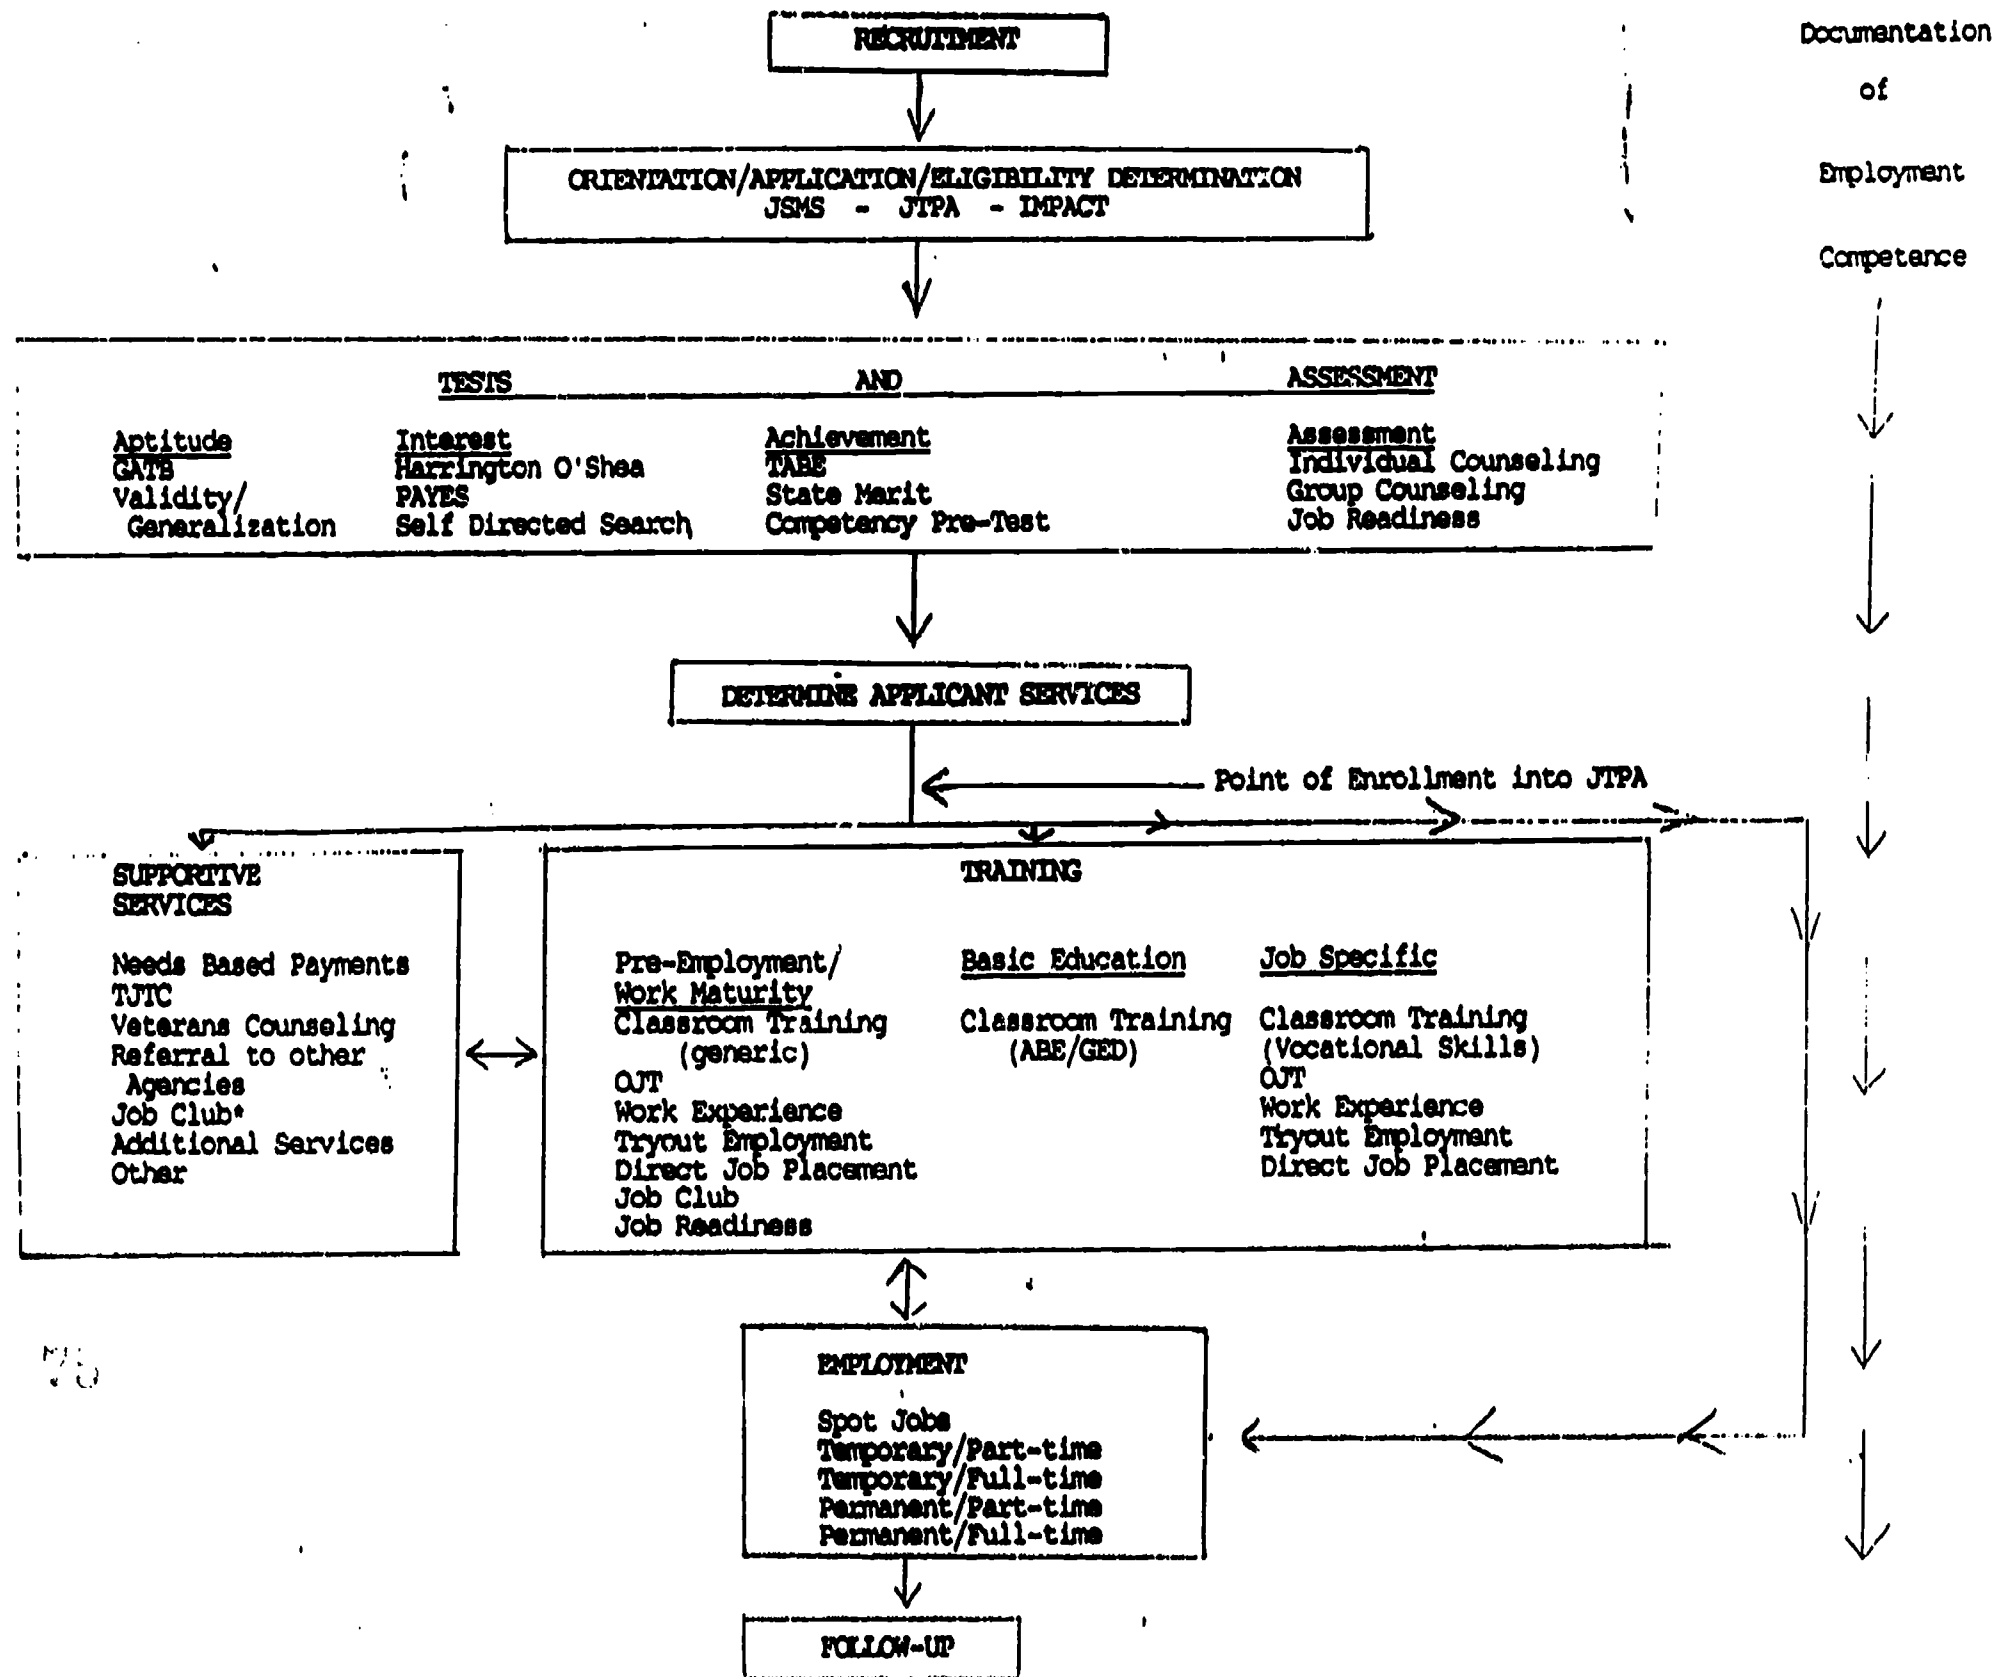 RECRUITMENT
Documentation
of
Employment
Competence
ORIENTATION/APPLICATION/ELIGIBILITY DETERMINATION
JSMS - JTPA - IMPACT
TESTS AND ASSESSMENT
Aptitude
GATB
Validity/
Generalization
Interest
Harrington O'Shea
PAYES
Self Directed Search
Achievement
TABE
State Merit
Competency Pre-Test
Assessment
Individual Counseling
Group Counseling
Job Readiness
DETERMINE APPLICANT SERVICES
Point of Enrollment into JTPA
SUPPORTIVE
SERVICES
Needs Based Payments
TJTC
Veterans Counseling
Referral to other
Agencies
Job Club*
Additional Services
Other
TRAINING
Pre-Employment/
Work Maturity
Classroom Training
(generic)
OJT
Work Experience
Tryout Employment
Direct Job Placement
Job Club
Job Readiness
Basic Education
Classroom Training
(ABE/GED)
Job Specific
Classroom Training
(Vocational Skills)
OJT
Work Experience
Tryout Employment
Direct Job Placement
EMPLOYMENT
Spot Jobs
Temporary/Part-time
Temporary/Full-time
Permanent/Part-time
Permanent/Full-time
FOLLOW-UP